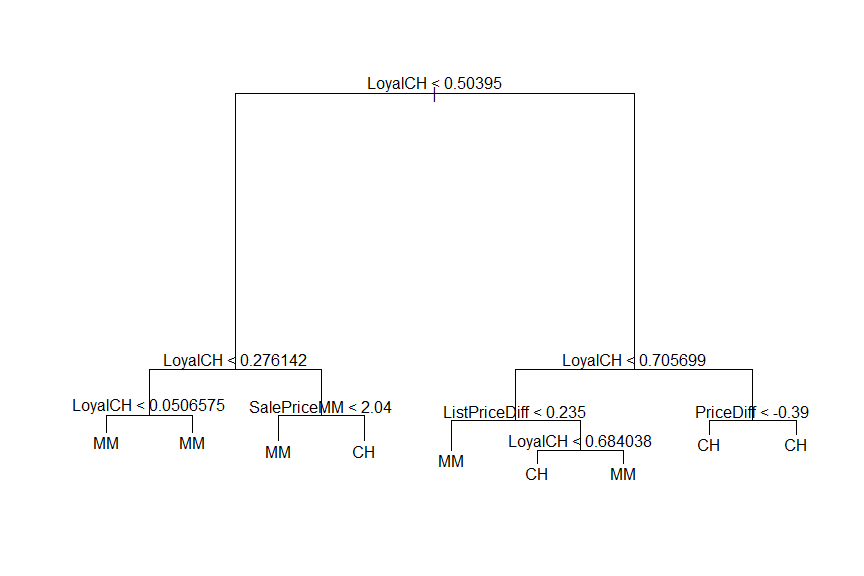 LoyalCH < 0.50395
LoyalCH < 0.276142
LoyalCH < 0.705699
LoyalCH < 0.0506575
SalePriceMM < 2.04
ListPriceDiff < 0.235
PriceDiff < -0.39
LoyalCH < 0.684038
MM
MM
MM
CH
MM
CH
MM
CH
CH